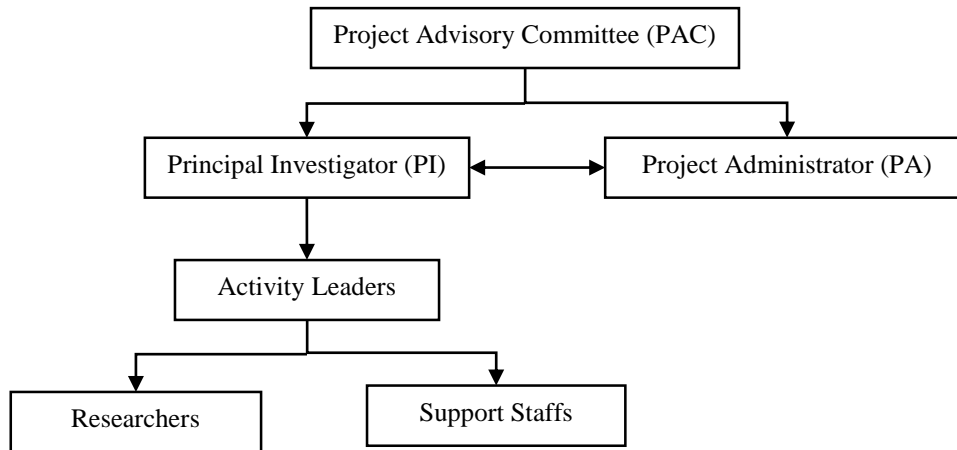 Project Advisory Committee (PAC)
Principal Investigator (PI)
Project Administrator (PA)
Activity Leaders
Researchers
Support Staffs